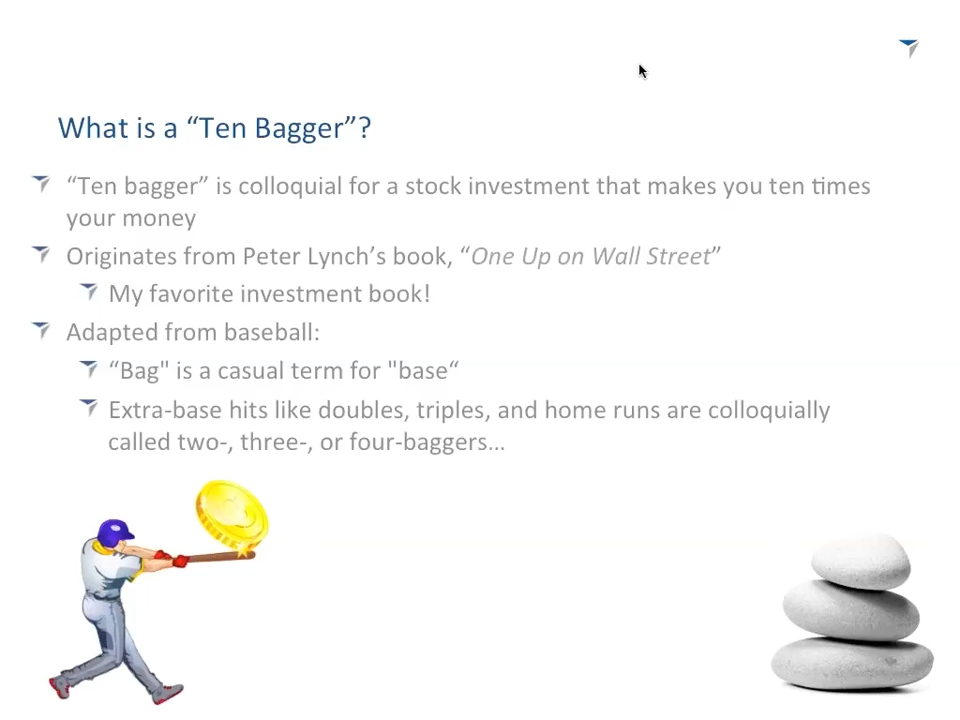 What is a “Ten Bagger”?
“Ten bagger” is colloquial for a stock investment that makes you ten times
your money
Originates from Peter Lynch’s book, “One Up on Wall Street”
My favorite investment book!
Adapted from baseball:
“Bag" is a casual term for "base“
Extra-base hits like doubles, triples, and home runs are colloquially
called two-, three-, or four-baggers…